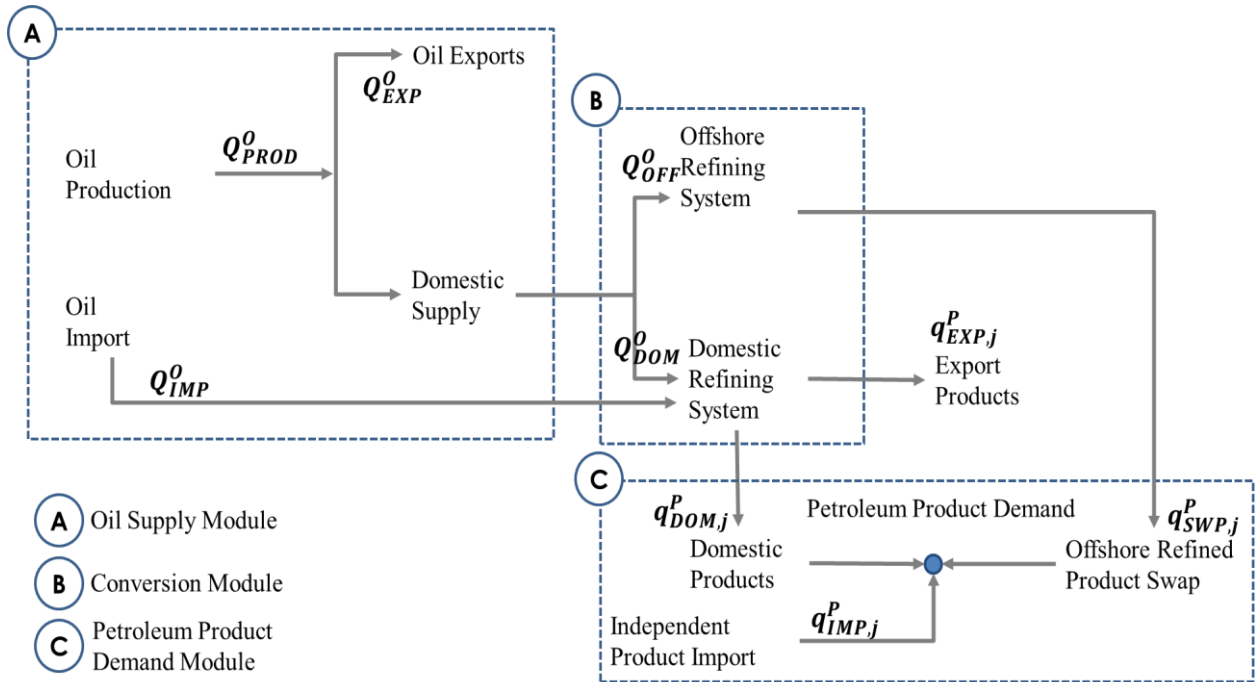 A
Oil Exports
Q^O_EXP
Oil
Production
Q^O_PROD
Domestic
Supply
Oil
Import
Q^O_IMP
B
Offshore
Refining
System
Q^O_OFF
Q^O_DOM
Domestic
Refining
System
q^P_EXP,j
Export
Products
C
q^P_DOM,j
Petroleum Product Demand
q^P_SWP,j
Domestic
Products
Offshore Refined
Product Swap
Independent
Product Import
q^P_IMP,j
A Oil Supply Module
B Conversion Module
C Petroleum Product
Demand Module